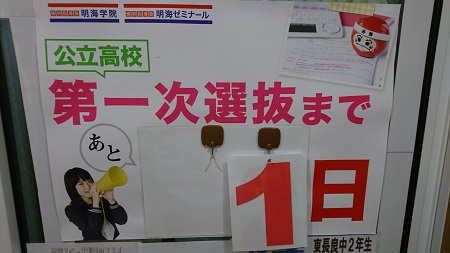 明海学院 明海ゼミナール
公立高校
第一次選抜まで
あと
1日
東長良中2年生